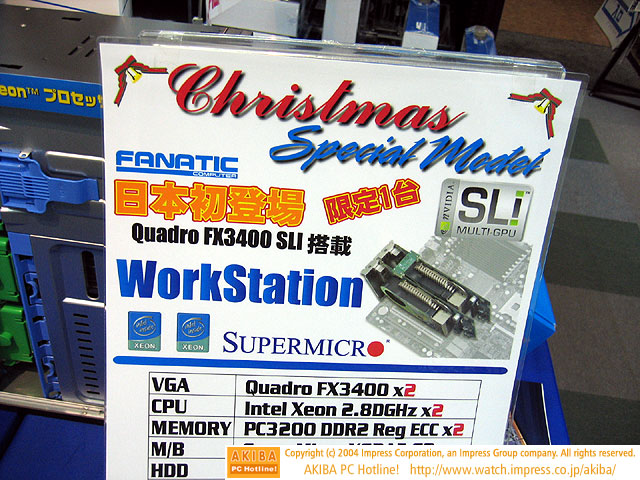 eon™ プロセッ
Christmas
Special Model
FANATIC
COMPUTER
日本初登場
限定1台
Quadro FX3400 SLI 搭載
NVIDIA
SLi
MULTI-GPU
WorkStation
intel inside
XEON
intel inside
XEON
SUPERMICRO
VGA Quadro FX3400 x2
CPU Intel Xeon 2.8DGHz x2
MEMORY PC3200 DDR2 Reg ECC x2
M/B
HDD
AKIBA
PC Hotline!
Copyright (c) 2004 Impress Corporation, an Impress Group company. All rights reserved.
AKIBA PC Hotline! http://www.watch.impress.co.jp/akiba/